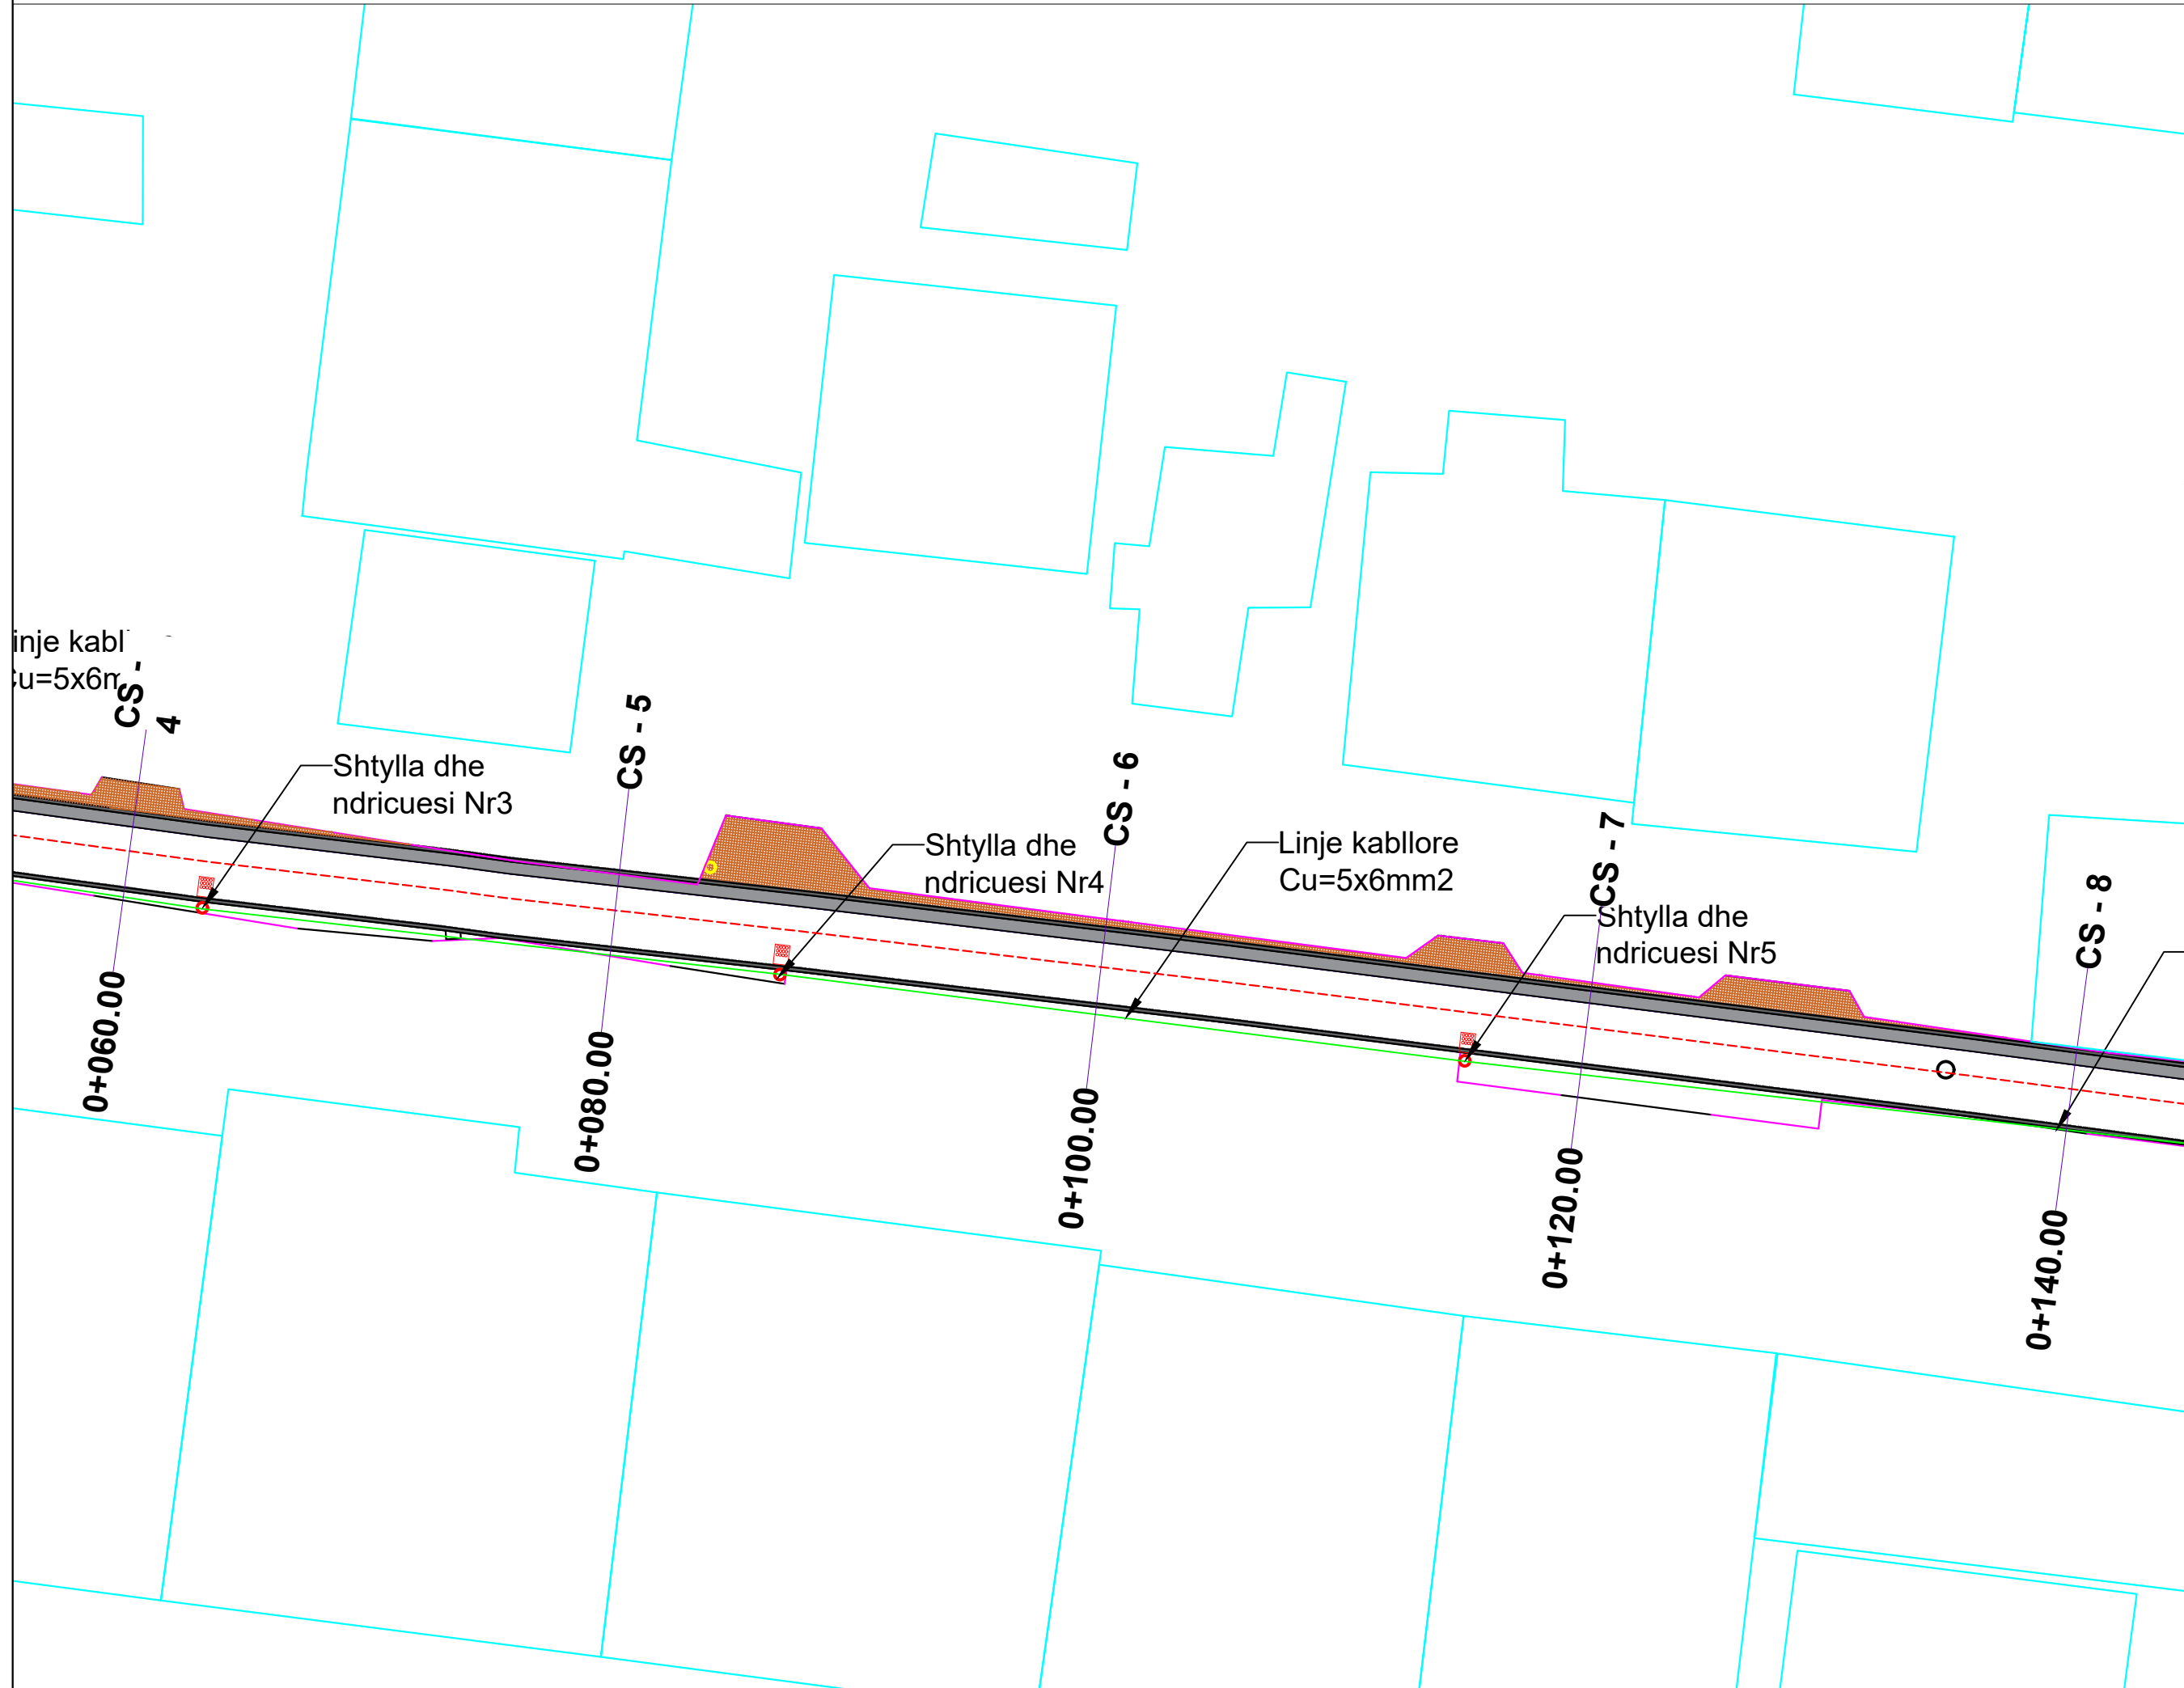 inje kabl
u=5x6m
CS -
4
Shtylla dhe
ndricuesi Nr3
CS - 5
Shtylla dhe
ndricuesi Nr4
CS - 6
Linje kabllore
Cu=5x6mm2
CS - 7
Shtylla dhe
ndricuesi Nr5
CS - 8
0+060.00
0+080.00
0+100.00
0+120.00
0+140.00